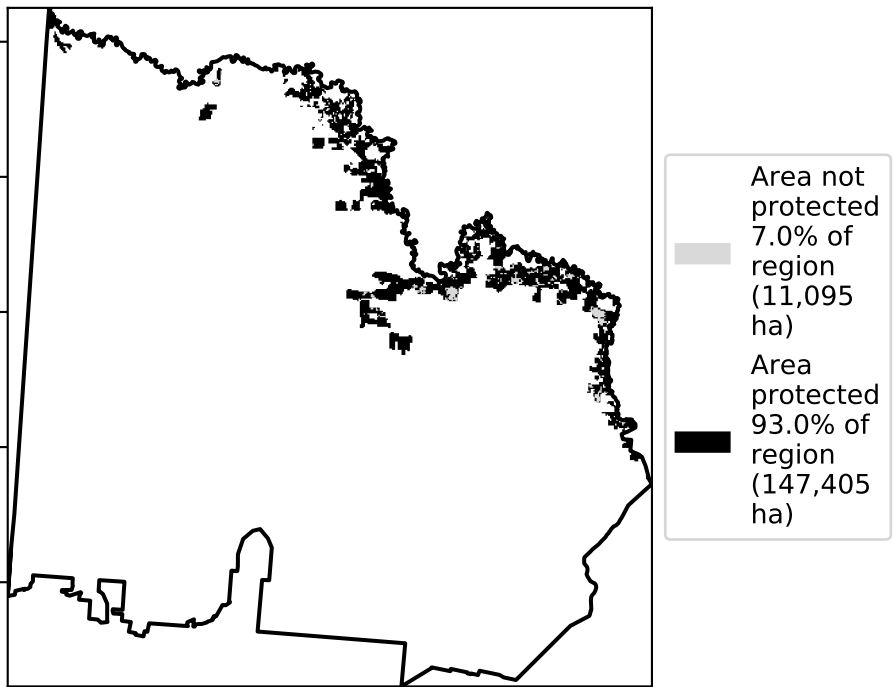 Area not
protected
7.0% of
region
(11,095
ha)
Area
protected
93.0% of
region
(147,405
ha)